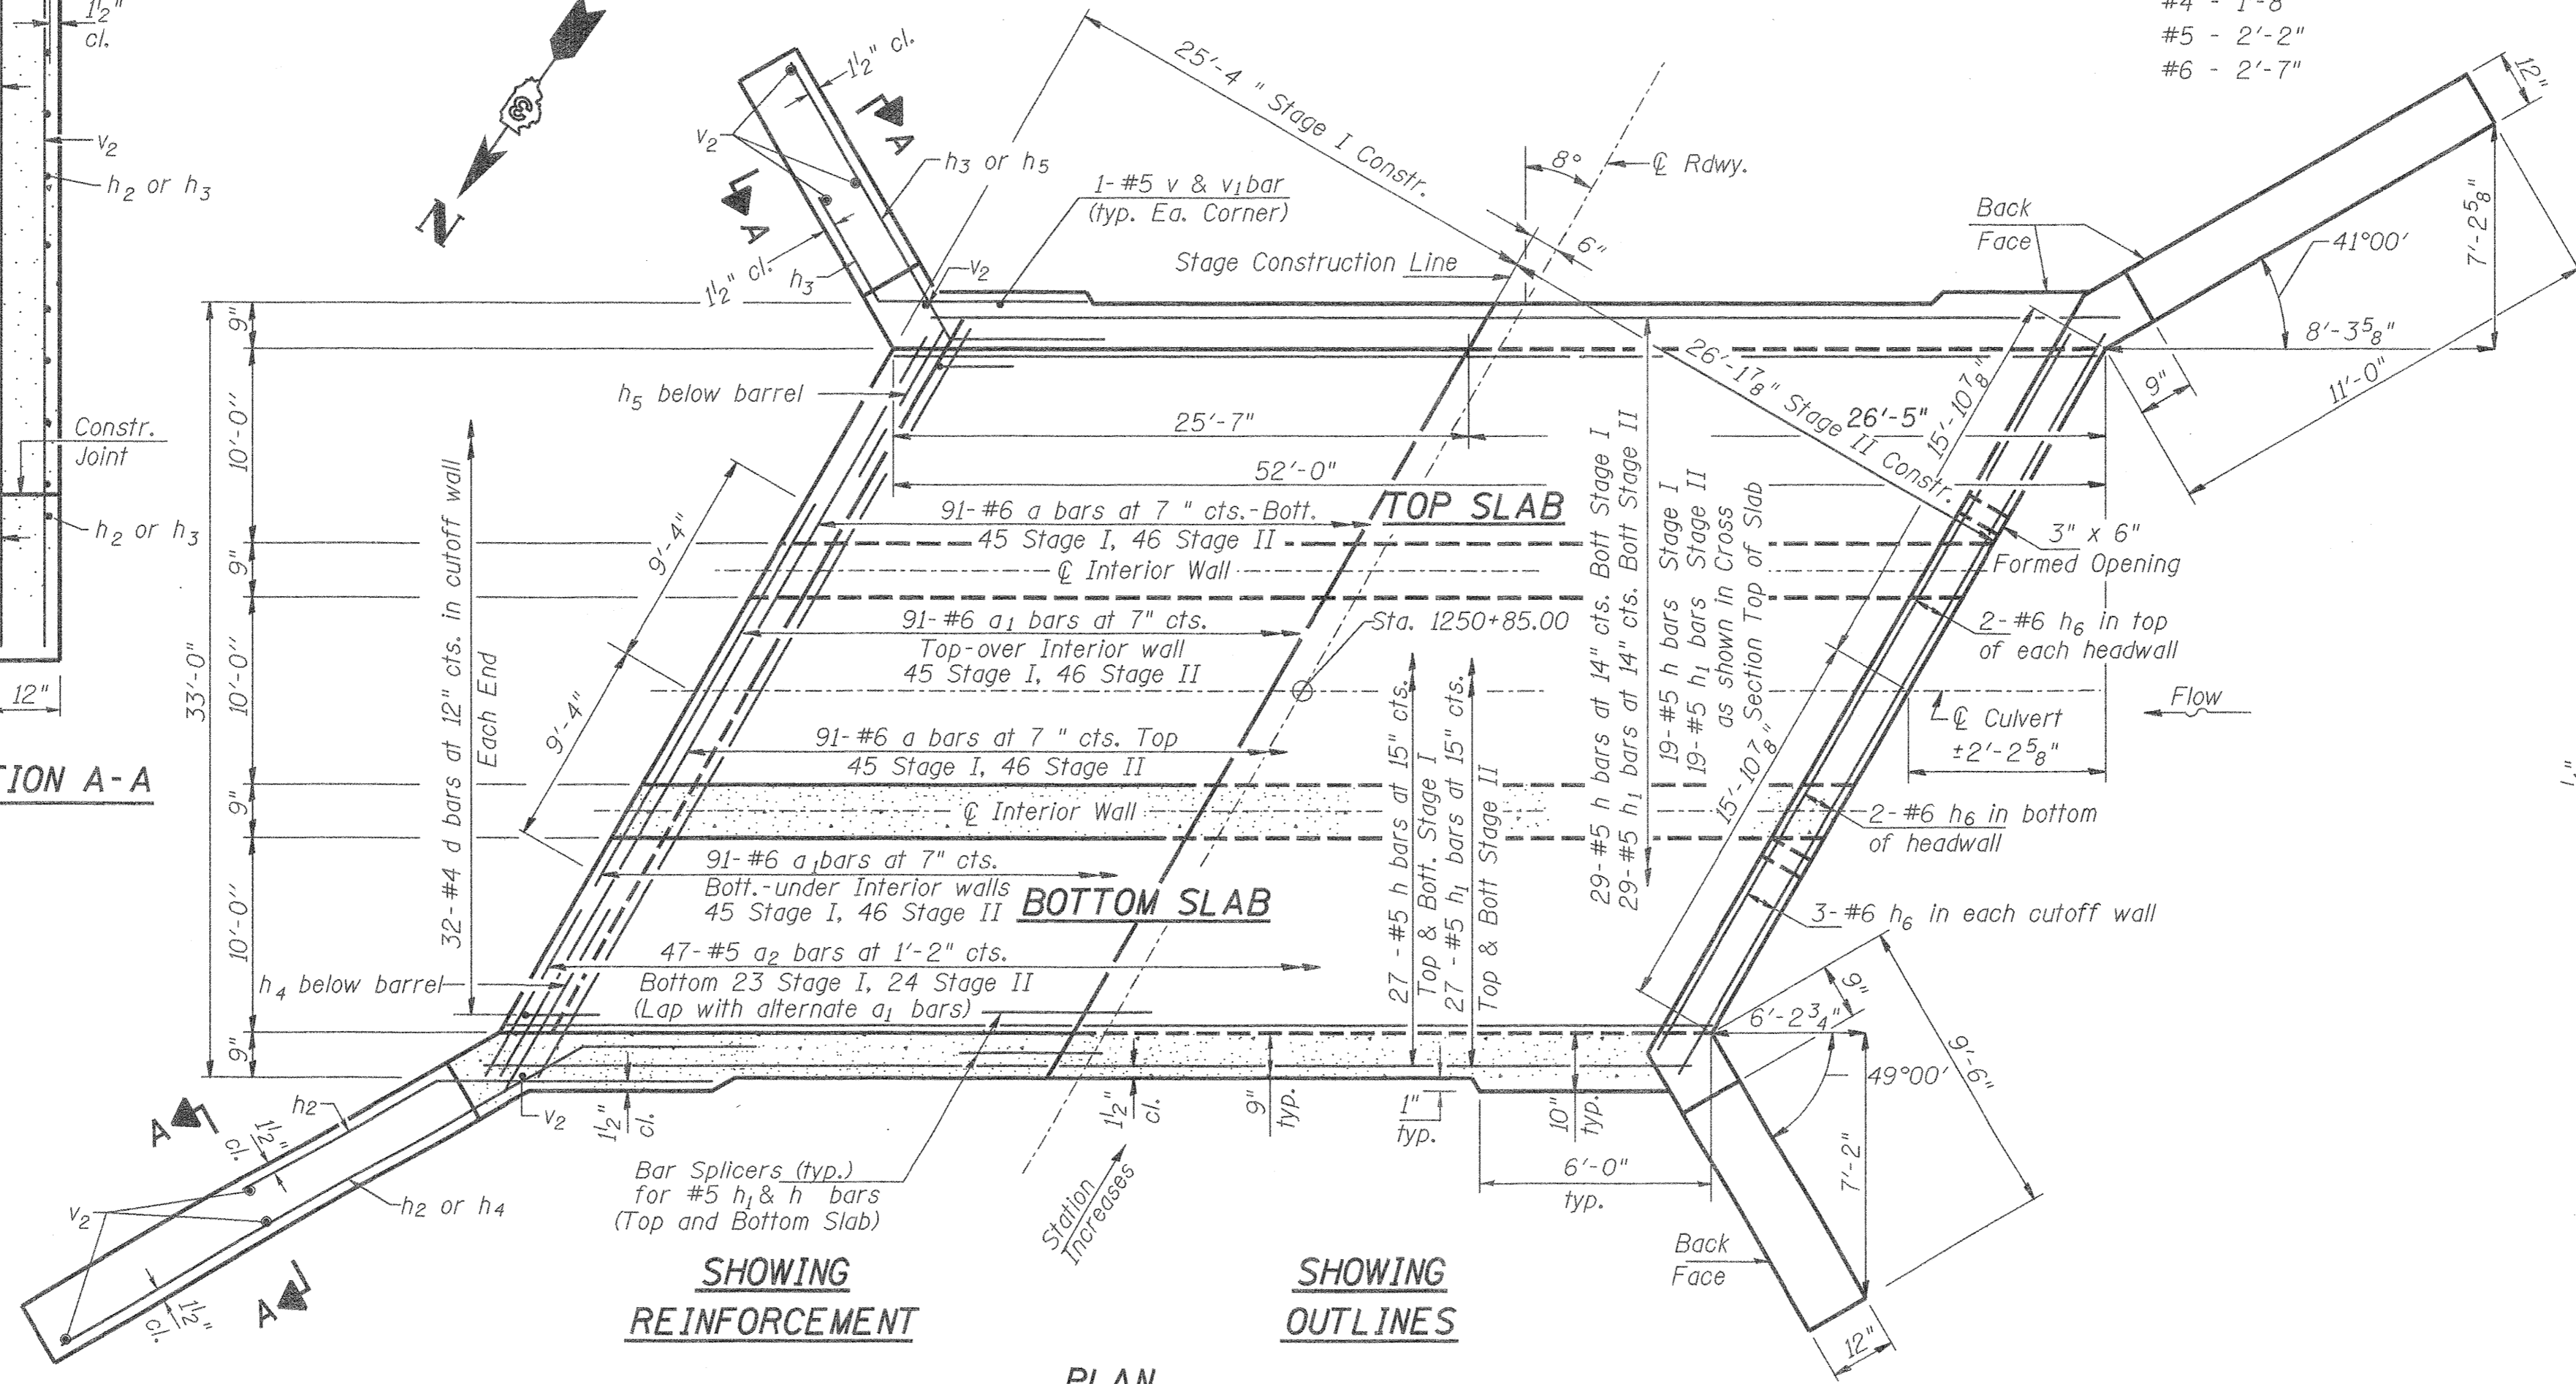 1½"
cl.
v2
h2 or h3
Constr.
Joint
h2 or h3
12"
TION A-A
N
3
#4 - 1'-8
#5 - 2'-2"
#6 - 2'-7"
1½" cl.
A
v2
A
h3 or h5
1½" cl.
h3
v2
1-#5 v & v1 bar
(typ. Ea. Corner)
25'-4 " Stage I Constr.
8°
℄ Rdwy.
6"
Stage Construction Line
Back
Face
12"
41°00'
7'-2⅝"
8'-3⅝"
9"
11'-0"
9"
10'-0"
9"
10'-0"
9"
10'-0"
9"
33'-0"
h5 below barrel
25'-7"
26'-5"
52'-0"
26'-1⅞" Stage II Constr.
15'-10⅞"
15'-10⅞"
9'-4"
9'-4"
32-#4 d bars at 12" cts. in cutoff wall
Each End
TOP SLAB
91-#6 a bars at 7 " cts.-Bott.
45 Stage I, 46 Stage II
℄ Interior Wall
91-#6 a1 bars at 7" cts.
Top-over Interior wall
45 Stage I, 46 Stage II
Sta. 1250+85.00
91-#6 a bars at 7 " cts. Top
45 Stage I, 46 Stage II
℄ Interior Wall
91-#6 a1 bars at 7" cts.
Bott.-under Interior walls
45 Stage I, 46 Stage II
BOTTOM SLAB
47-#5 a2 bars at 1'-2" cts.
Bottom 23 Stage I, 24 Stage II
(Lap with alternate a1 bars)
h4 below barrel
27 -#5 h bars at 15" cts.
Top & Bott. Stage I
27 -#5 h1 bars at 15" cts.
Top & Bott Stage II
29-#5 h bars at 14" cts. Bott Stage I
29-#5 h1 bars at 14" cts. Bott Stage II
19-#5 h bars Stage I
19-#5 h1 bars Stage II
as shown in Cross
Section Top of Slab
3" x 6"
Formed Opening
2-#6 h6 in top
of each headwall
Flow
℄ Culvert
±2'-2⅝"
2-#6 h6 in bottom
of headwall
3-#6 h6 in each cutoff wall
9"
6'-2¾"
9'-6"
49°00'
7'-2"
12"
Back
Face
6'-0"
typ.
10"
typ.
1"
typ.
9"
typ.
1½"
cl.
1½"
cl.
v2
A
h2
1½"
cl.
h2 or h4
v2
1½"
cl.
A
Bar Splicers (typ.)
for #5 h1 & h bars
(Top and Bottom Slab)
Station
Increases
SHOWING
REINFORCEMENT
SHOWING
OUTLINES
PLAN